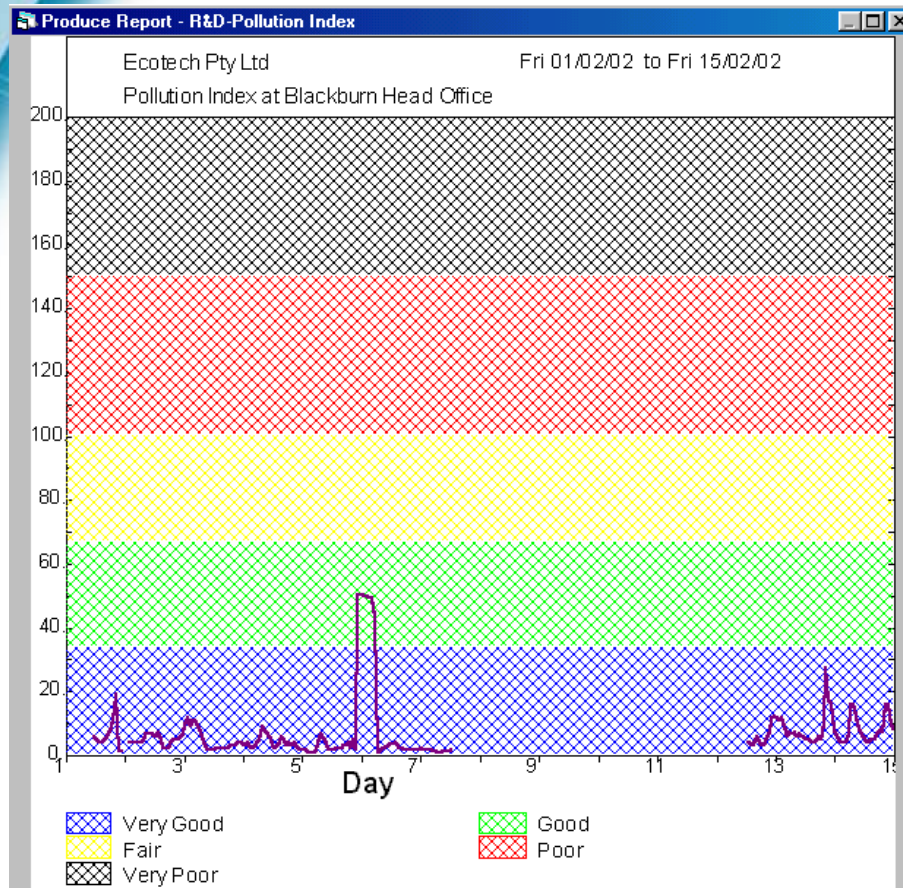 Produce Report - R&D-Pollution Index
Ecotech Pty Ltd Fri 01/02/02 to Fri 15/02/02
Pollution Index at Blackburn Head Office
200
180
160
140
120
100
80
60
40
20
0
1 3 5 7 9 11 13 15
Day
Very Good Good
Fair Poor
Very Poor